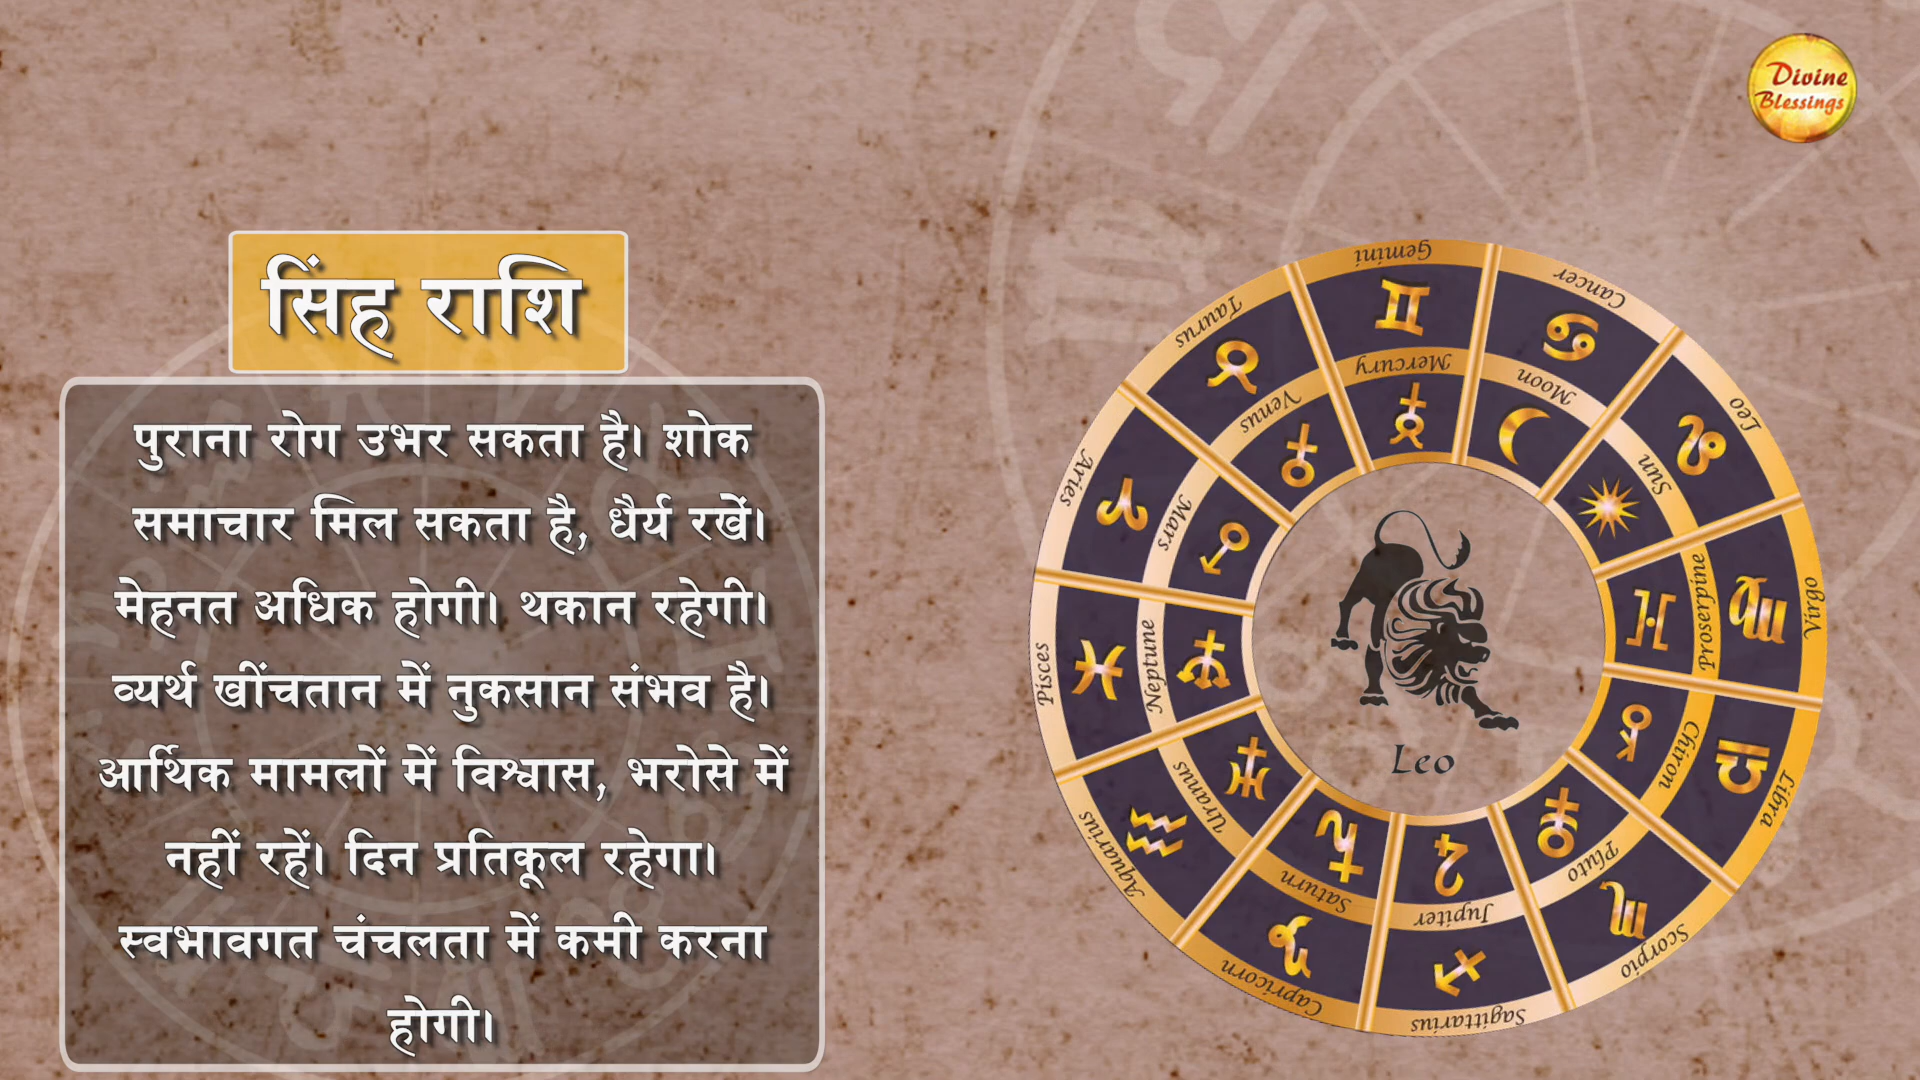 Divine
Blessings
सिंह राशि
पुराना रोग उभर सकता है। शोक
समाचार मिल सकता है, धैर्य रखें।
मेहनत अधिक होगी। थकान रहेगी।
व्यर्थ खींचतान में नुकसान संभव है।
आर्थिक मामलों में विश्वास, भरोसे में
नहीं रहें। दिन प्रतिकूल रहेगा।
स्वभावगत चंचलता में कमी करना
होगी।
Gemini
Cancer
Leo
Virgo
Libra
Scorpio
Sagittarius
Capricorn
Aquarius
Pisces
Aries
Taurus
Mercury
Moon
Sun
Proserpine
Chiron
Pluto
Jupiter
Saturn
Uranus
Neptune
Mars
Venus
Leo